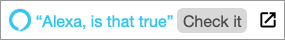 “Alexa, is that true” Check it